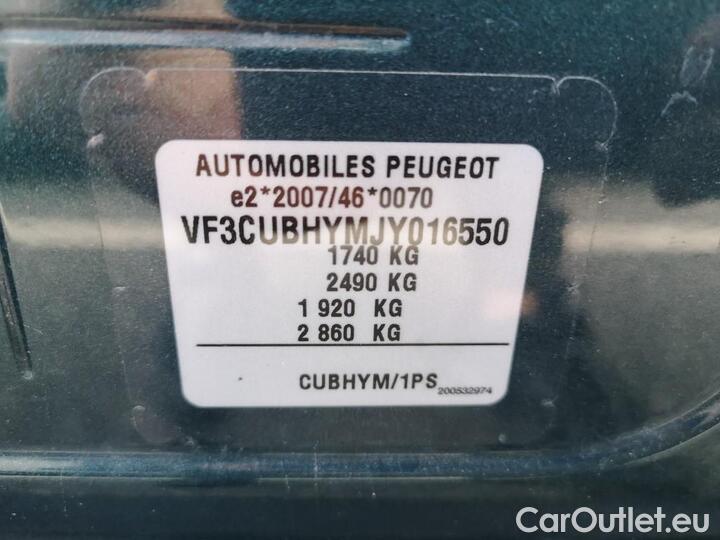 AUTOMOBILES PEUGEOT
e2*2007/46*0070
VF3CUBHYMJY016550
1740 KG
2490 KG
1 920 KG
2 860 KG
CUBHYM/1PS
200532974
CarOutlet.eu